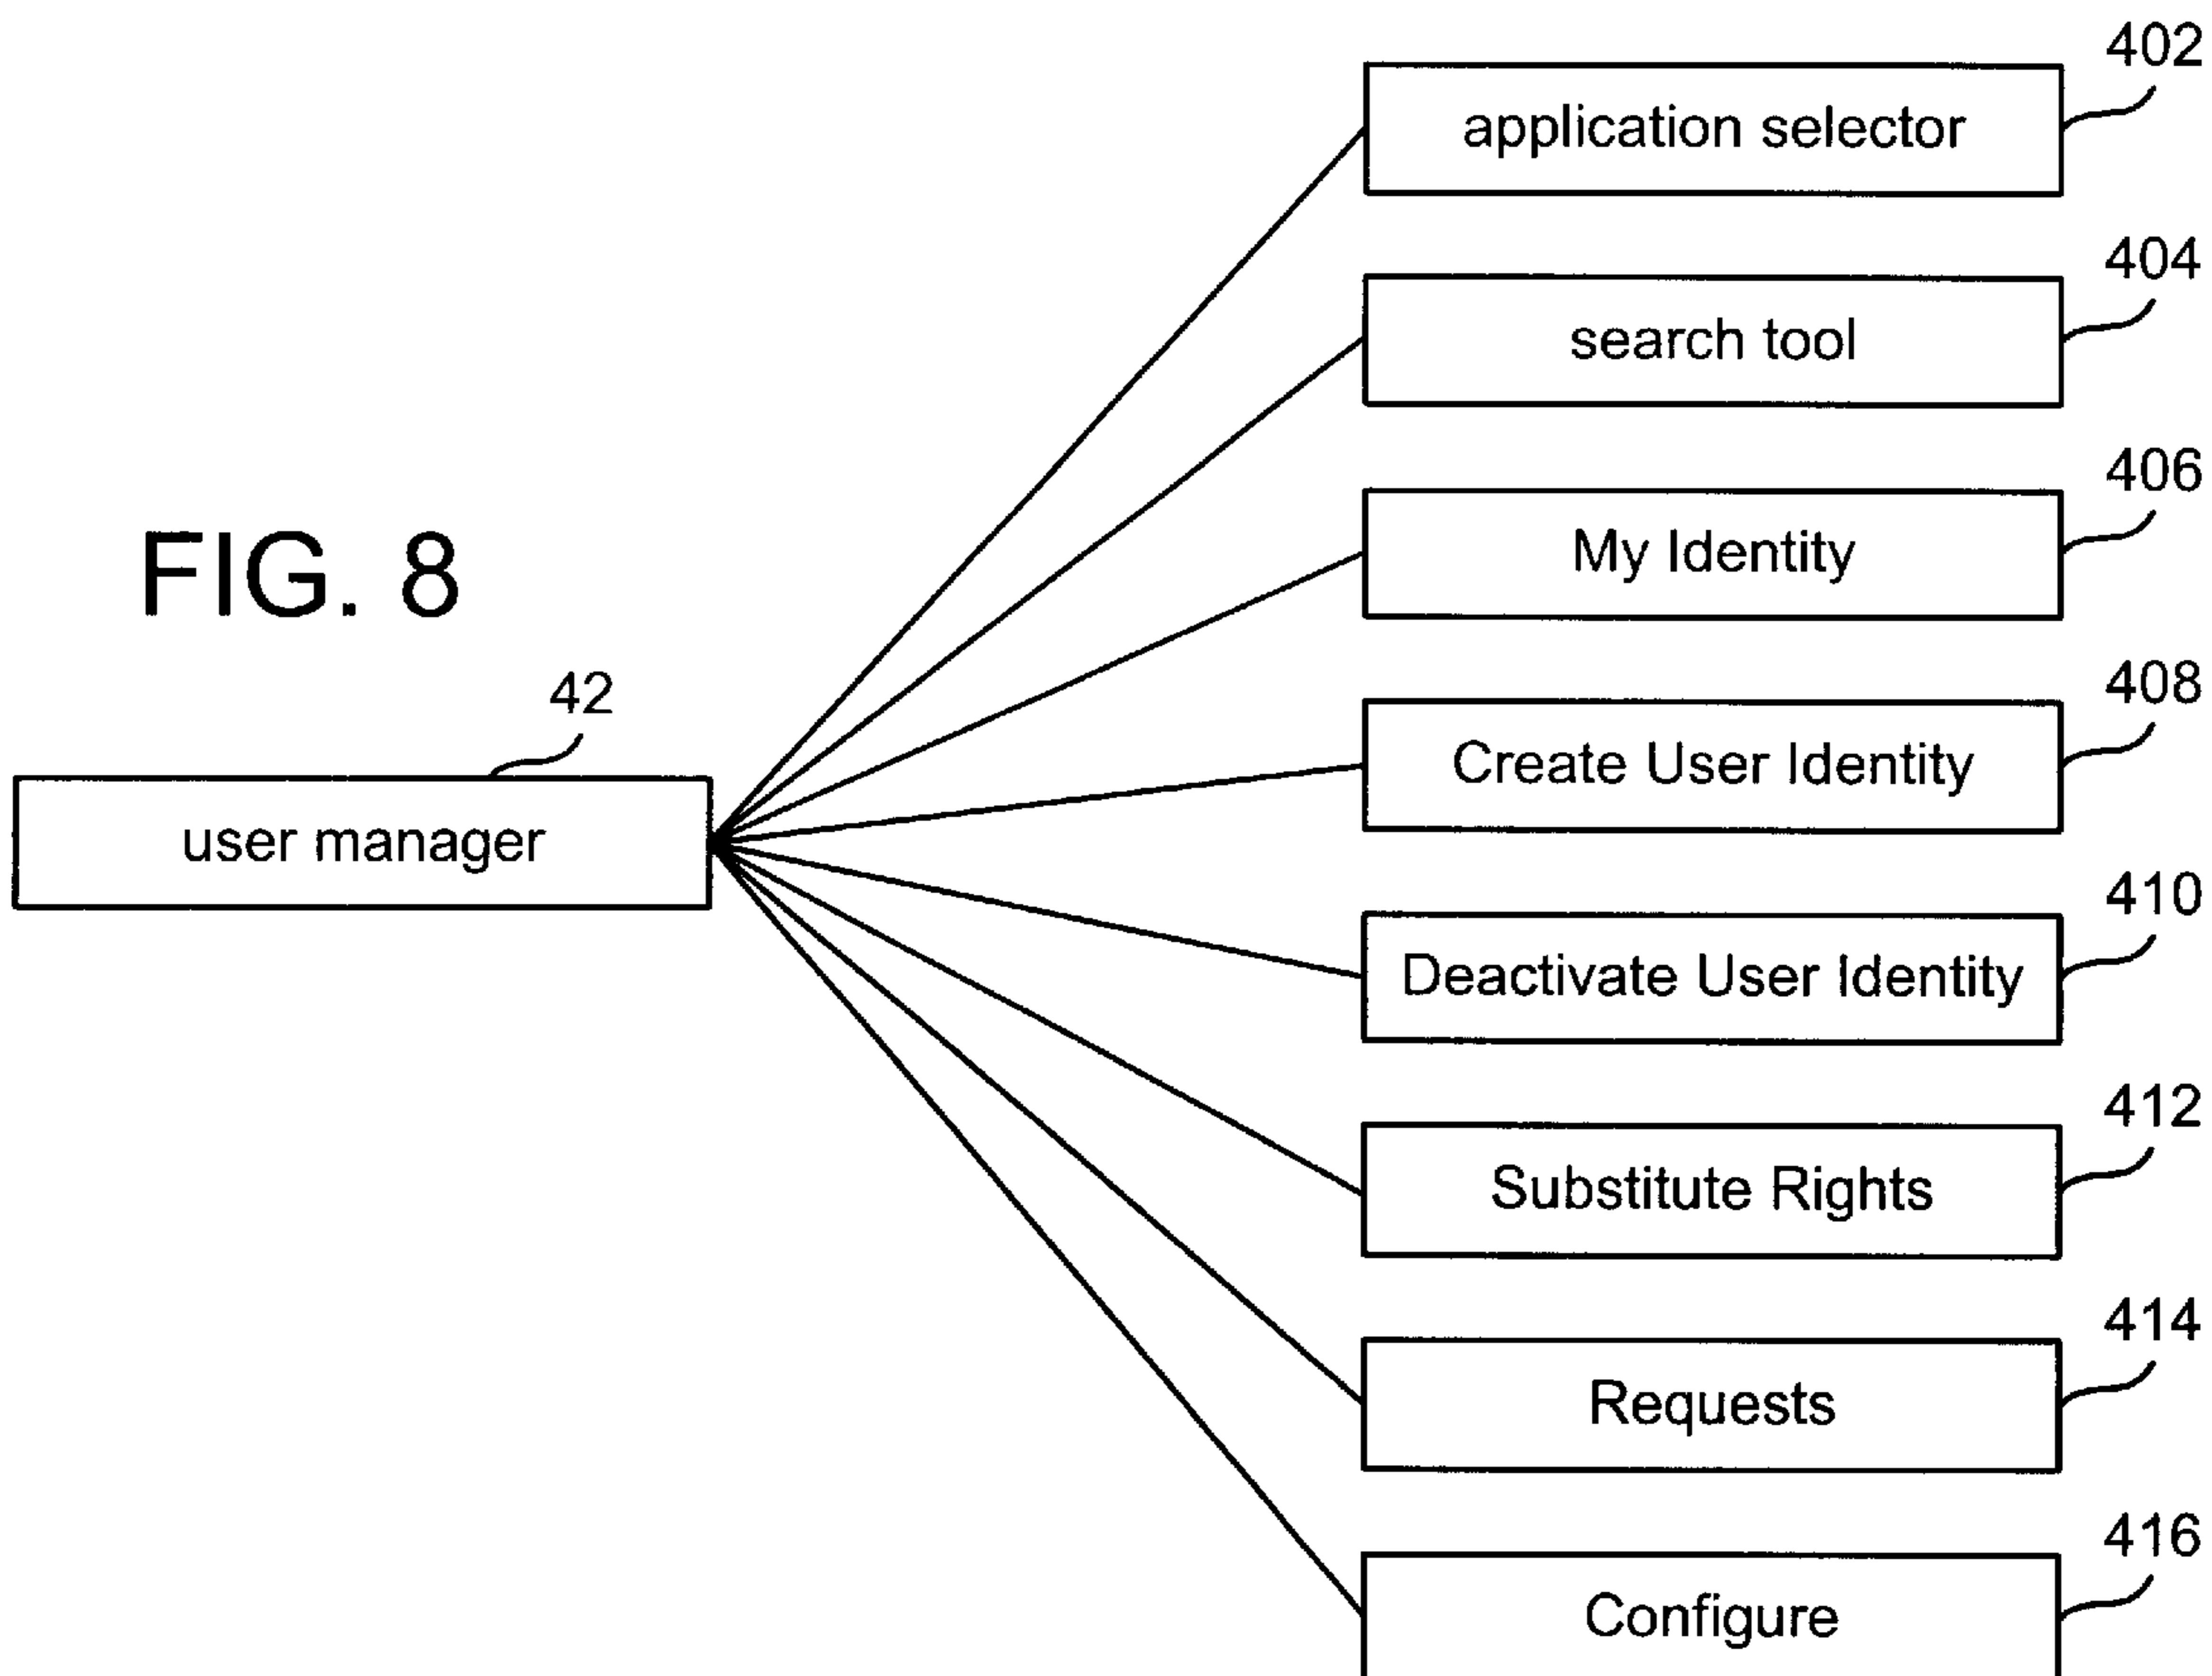 402
application selector
404
search tool
406
My Identity
FIG. 8
408
42
Create User Identity
user manager
410
Deactivate User Identity
412
Substitute Rights
414
Requests
416
Configure